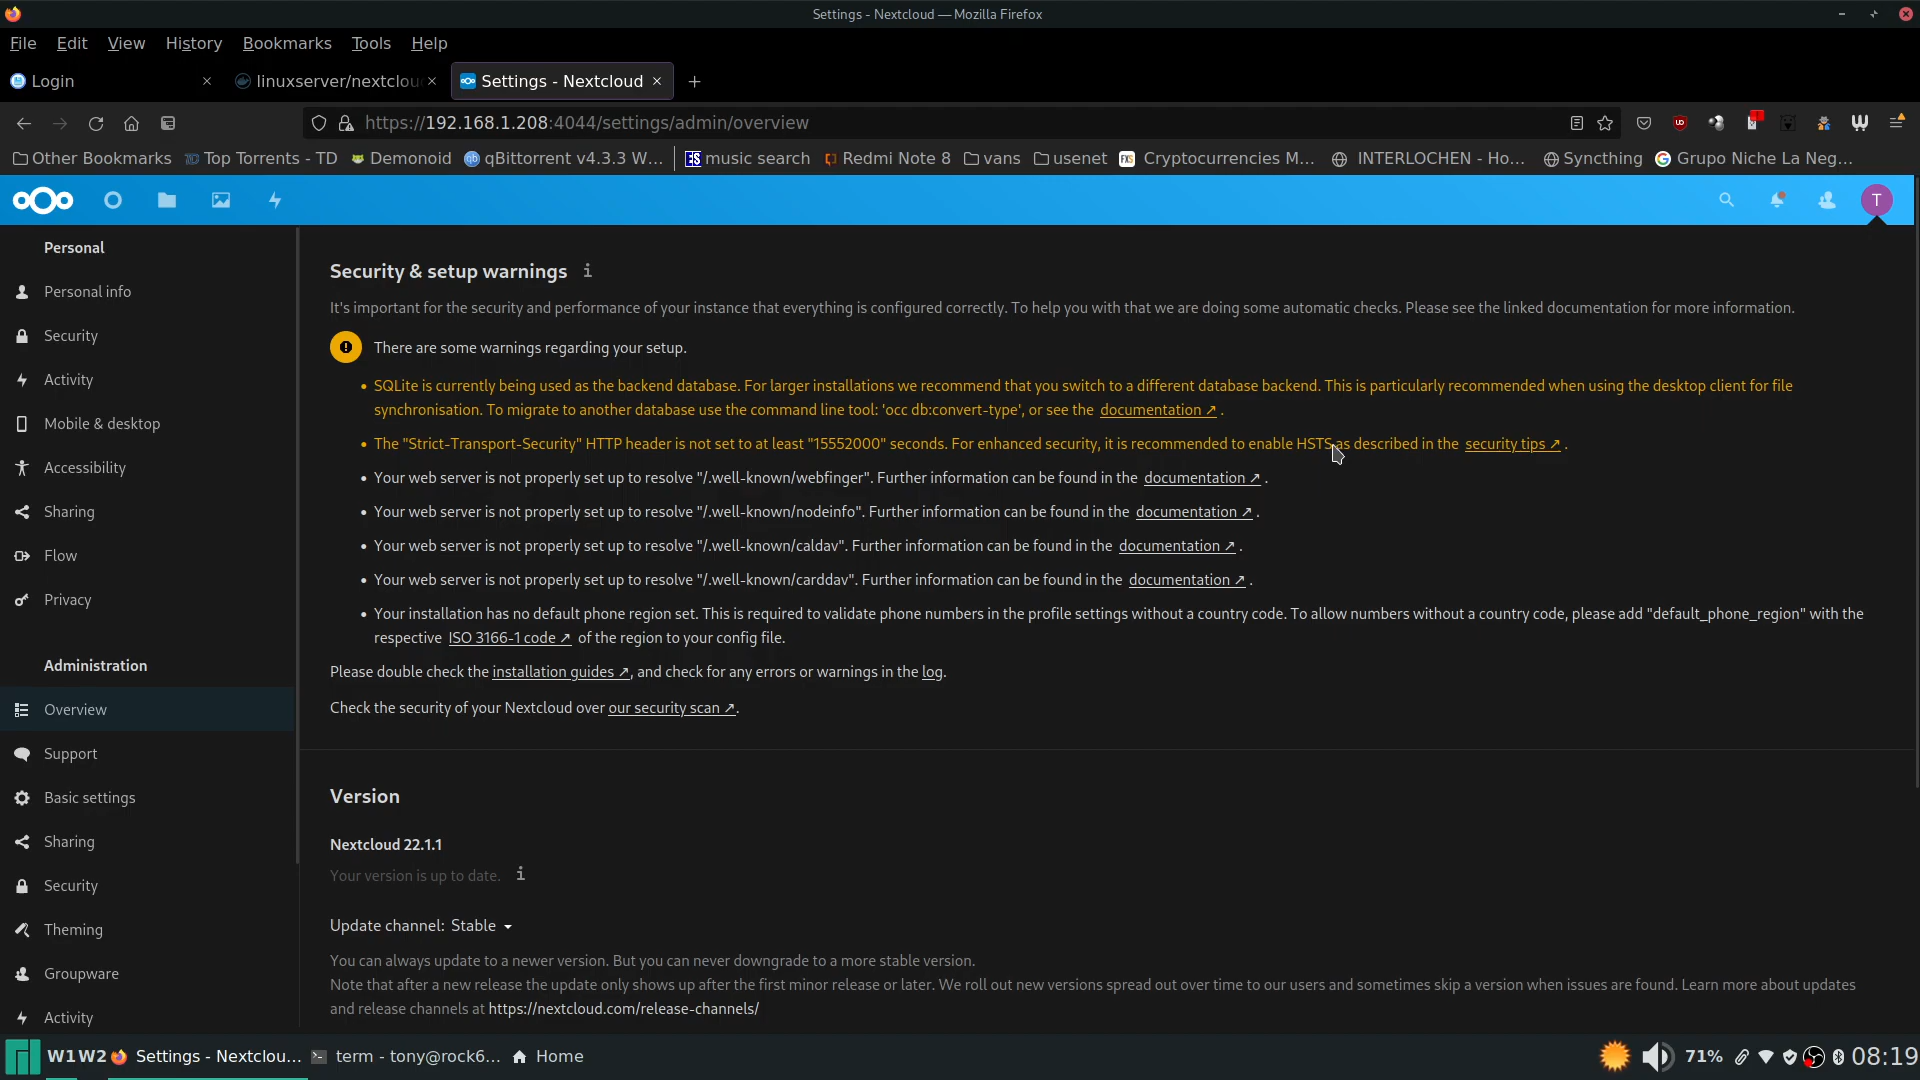 Settings - Nextcloud — Mozilla Firefox
File Edit View History Bookmarks Tools Help
Login
linuxserver/nextclou
Settings - Nextcloud
https://192.168.1.208:4044/settings/admin/overview
Other Bookmarks
Top Torrents - TD
Demonoid
qBittorrent v4.3.3 W...
music search
Redmi Note 8
vans
usenet
Cryptocurrencies M...
INTERLOCHEN - Ho...
Syncthing
Grupo Niche La Neg...
T
Personal
Personal info
Security
Activity
Mobile & desktop
Accessibility
Sharing
Flow
Privacy
Administration
Overview
Support
Basic settings
Sharing
Security
Theming
Groupware
Activity
Security & setup warnings
It's important for the security and performance of your instance that everything is configured correctly. To help you with that we are doing some automatic checks. Please see the linked documentation for more information.
There are some warnings regarding your setup.
• SQLite is currently being used as the backend database. For larger installations we recommend that you switch to a different database backend. This is particularly recommended when using the desktop client for file
synchronisation. To migrate to another database use the command line tool: 'occ db:convert-type', or see the documentation ↗ .
• The "Strict-Transport-Security" HTTP header is not set to at least "15552000" seconds. For enhanced security, it is recommended to enable HSTS as described in the security tips ↗ .
• Your web server is not properly set up to resolve "/.well-known/webfinger". Further information can be found in the documentation ↗ .
• Your web server is not properly set up to resolve "/.well-known/nodeinfo". Further information can be found in the documentation ↗ .
• Your web server is not properly set up to resolve "/.well-known/caldav". Further information can be found in the documentation ↗ .
• Your web server is not properly set up to resolve "/.well-known/carddav". Further information can be found in the documentation ↗ .
• Your installation has no default phone region set. This is required to validate phone numbers in the profile settings without a country code. To allow numbers without a country code, please add "default_phone_region" with the
respective ISO 3166-1 code ↗ of the region to your config file.
Please double check the installation guides ↗, and check for any errors or warnings in the log.
Check the security of your Nextcloud over our security scan ↗.
Version
Nextcloud 22.1.1
Your version is up to date.
Update channel: Stable
You can always update to a newer version. But you can never downgrade to a more stable version.
Note that after a new release the update only shows up after the first minor release or later. We roll out new versions spread out over time to our users and sometimes skip a version when issues are found. Learn more about updates
and release channels at https://nextcloud.com/release-channels/
W1 W2
Settings - Nextclou...
term - tony@rock6...
Home
71%
08:19